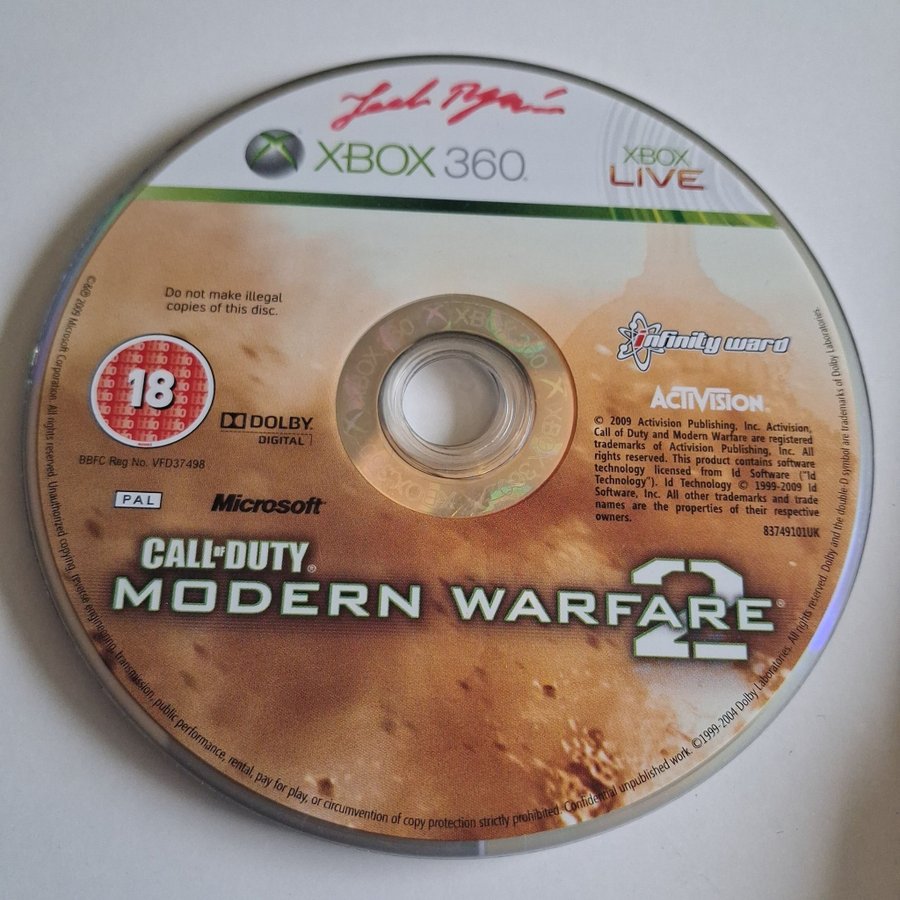 XBOX 360
XBOX
LIVE
Do not make illegal
copies of this disc.
18
BBFC Reg No. VFD37498
DOLBY
DIGITAL
PAL
Microsoft®
infinity ward
ACTIVISION®
© 2009 Activision Publishing, Inc. Activision,
Call of Duty and Modern Warfare are registered
trademarks of Activision Publishing, Inc. All
rights reserved. This product contains software
technology licensed from Id Software ("Id
Technology"). Id Technology © 1999-2009 Id
Software, Inc. All other trademarks and trade
names are the properties of their respective
owners.
83749101UK
CALL OF DUTY®
MODERN WARFARE® 2
©&℗ 2009 Microsoft Corporation. All rights reserved. Unauthorized copying, reverse engineering, transmission, public performance, rental, pay for play, or circumvention of copy protection strictly prohibited. Confidential unpublished work. ©1999-2004 Dolby Laboratories. All rights reserved. Dolby and the double-D symbol are trademarks of Dolby Laboratories.